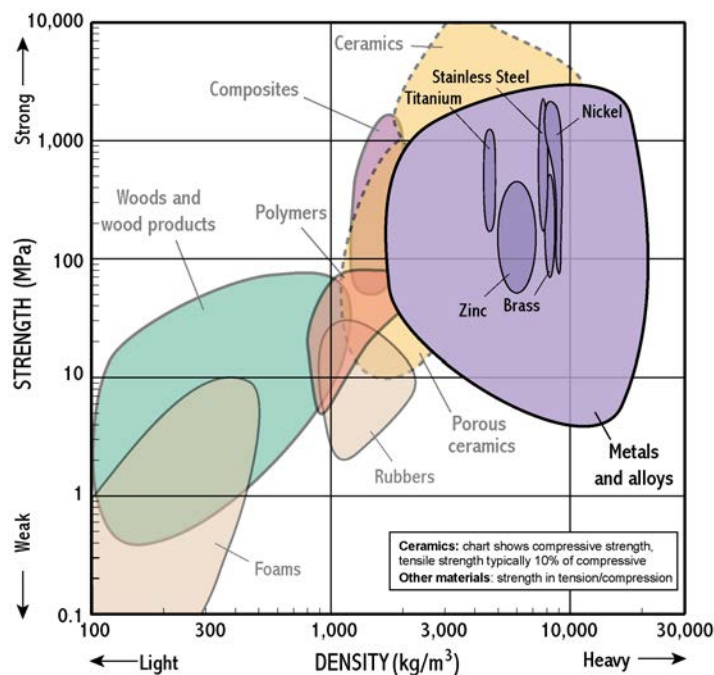 10,000
Strong
Ceramics
Stainless Steel
Composites
Titanium
Nickel
1,000
Woods and
wood products
Polymers
STRENGTH (MPa)
100
Zinc
Brass
10
Porous
ceramics
Metals
and alloys
Rubbers
1
Weak
Foams
Ceramics: chart shows compressive strength,
tensile strength typically 10% of compressive
Other materials: strength in tension/compression
0.1
100
300
1,000
3,000
10,000
30,000
Light
DENSITY (kg/m³)
Heavy